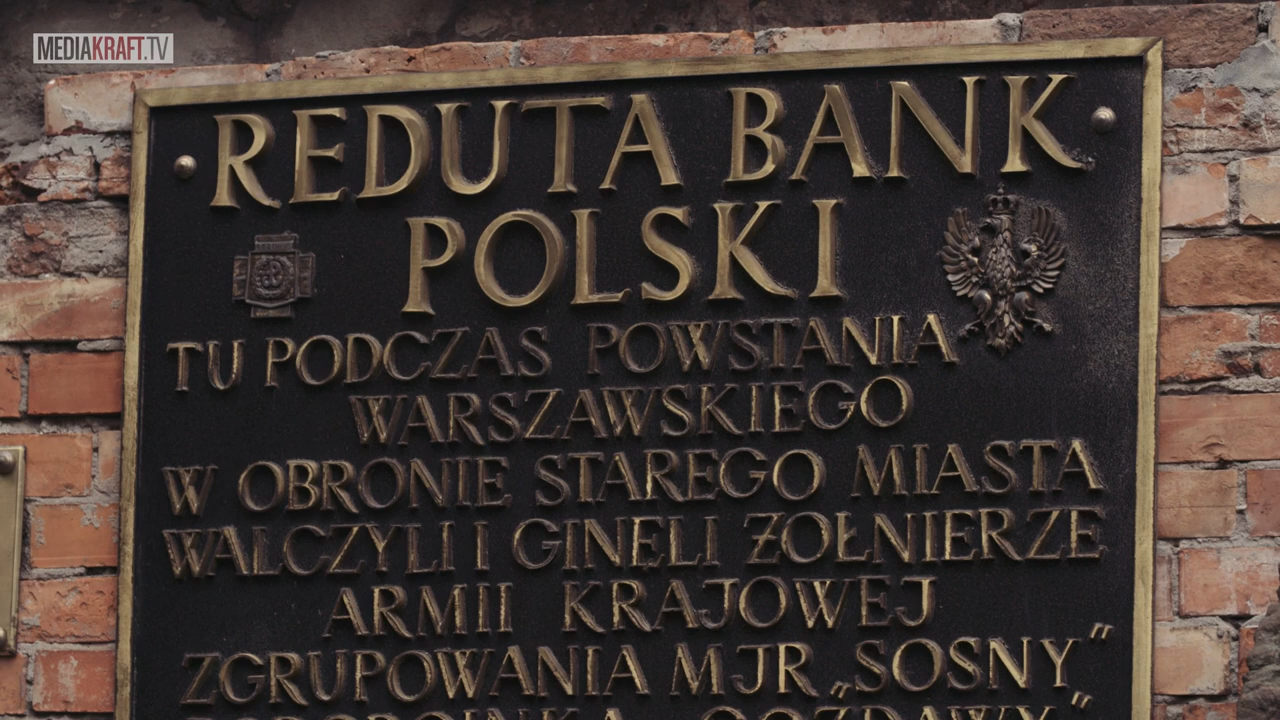 MEDIAKRAFT.TV
REDUTA BANK
POLSKI
TU PODCZAS POWSTANIA
WARSZAWSKIEGO
W OBRONIE STAREGO MIASTA
WALCZYLI I GINĘLI ŻOŁNIERZE
ARMII KRAJOWEJ
ZGRUPOWANIA MJR „SOSNY"